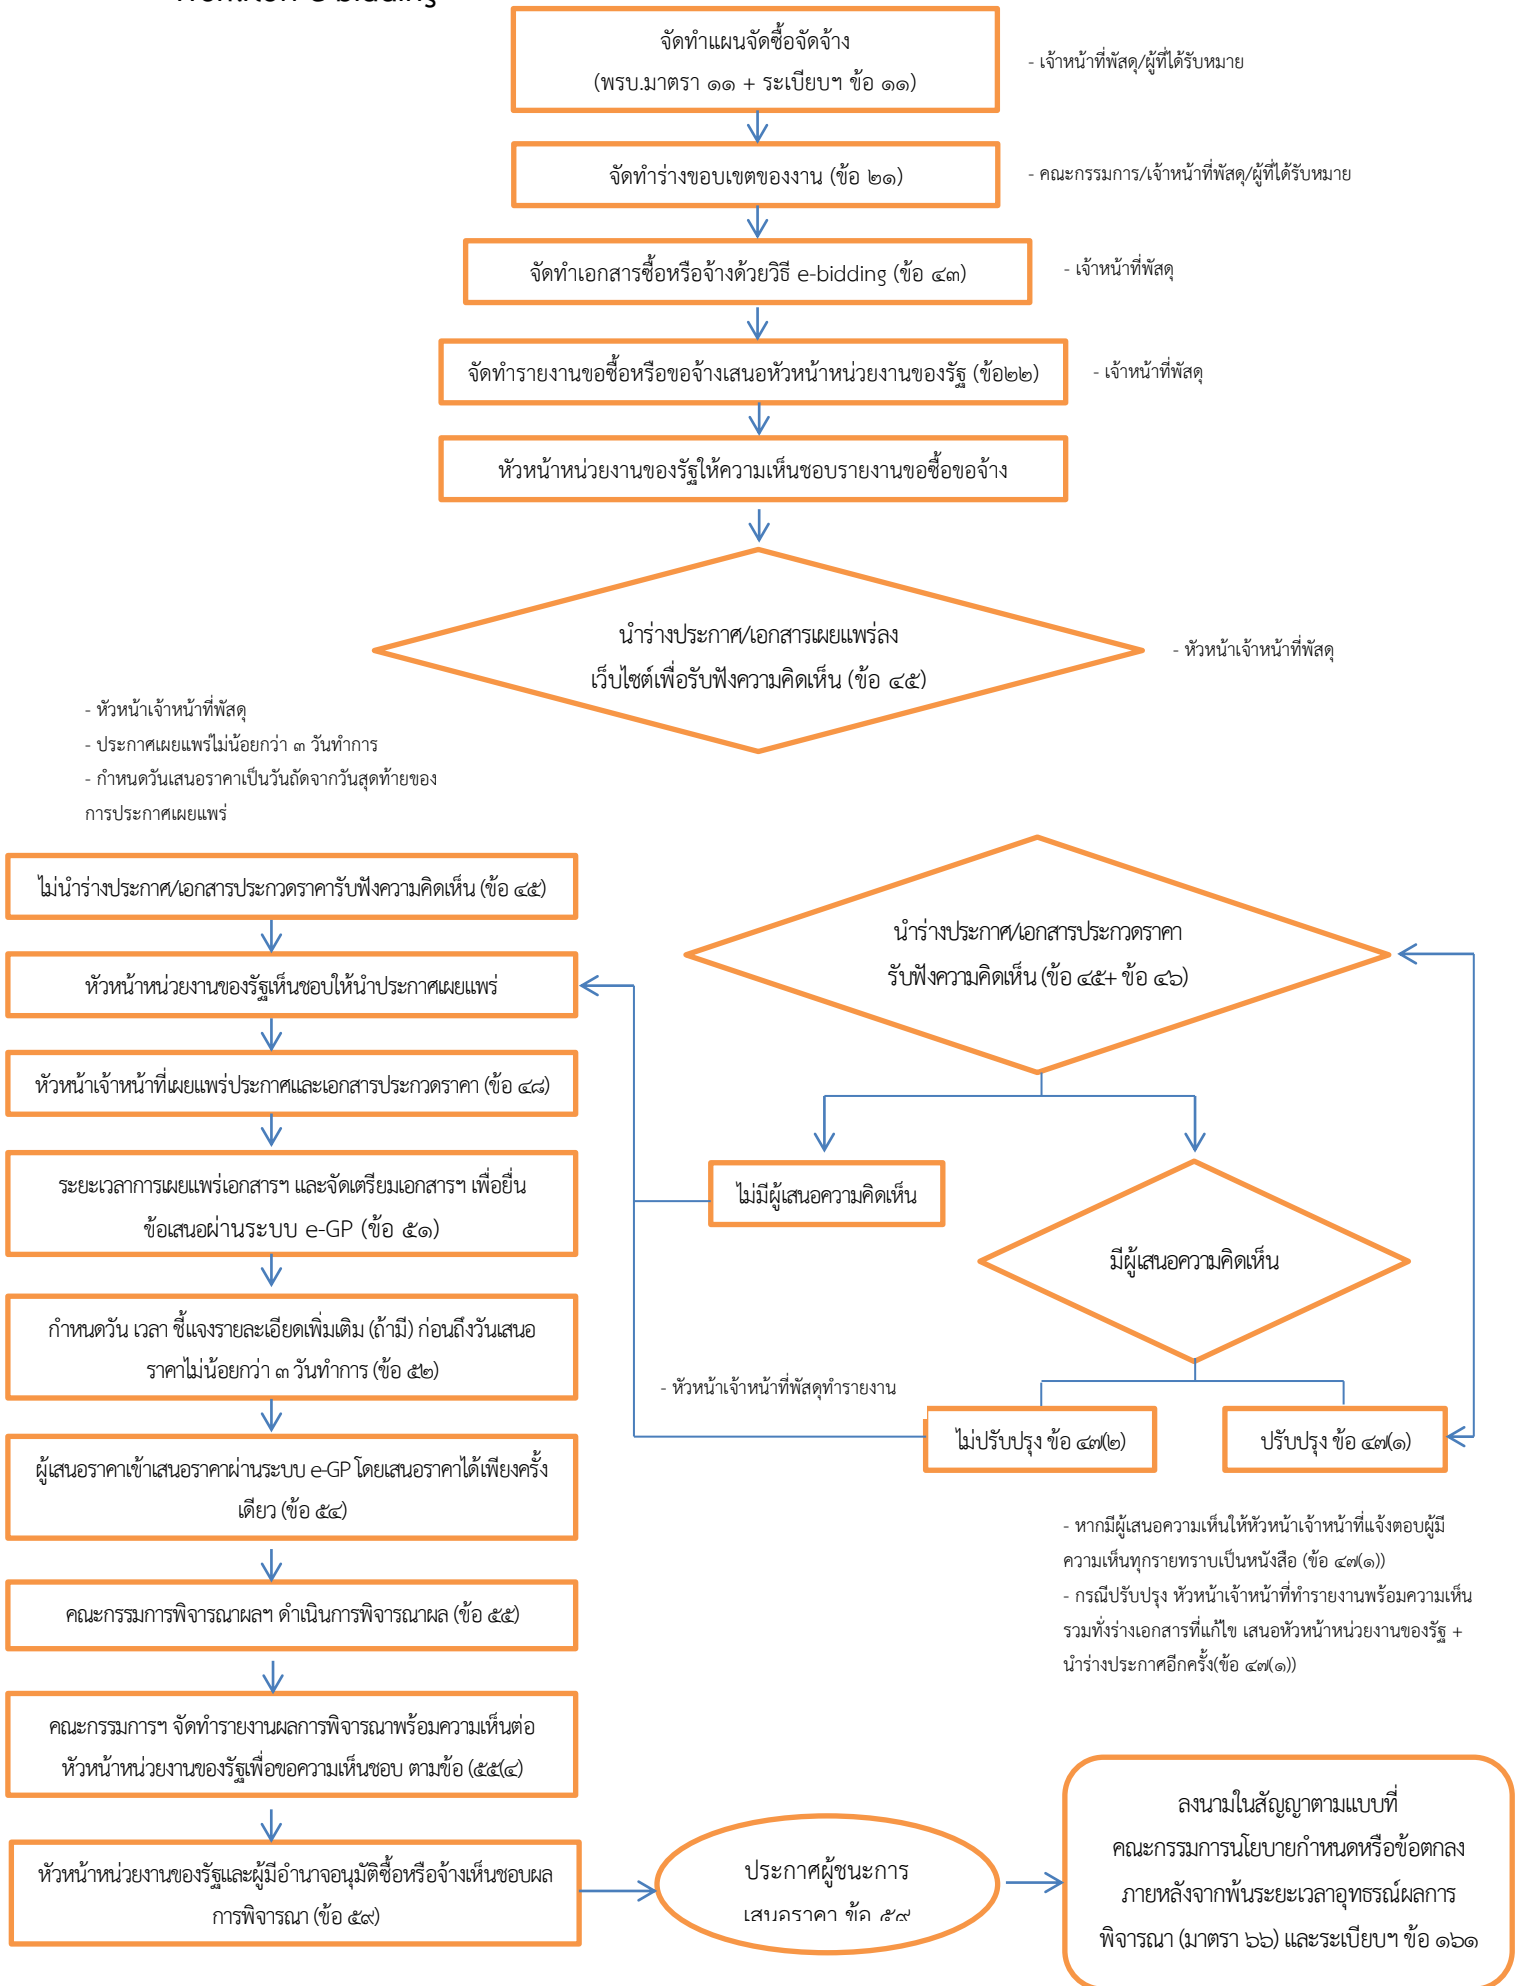 จัดทำแผนจัดซื้อจัดจ้าง
(พรบ.มาตรา ๑๑ + ระเบียบฯ ข้อ ๑๑)
- เจ้าหน้าที่พัสดุ/ผู้ที่ได้รับหมาย
จัดทำร่างขอบเขตของงาน (ข้อ ๒๑)
- คณะกรรมการ/เจ้าหน้าที่พัสดุ/ผู้ที่ได้รับหมาย
จัดทำเอกสารซื้อหรือจ้างด้วยวิธี e-bidding (ข้อ ๔๓)
- เจ้าหน้าที่พัสดุ
จัดทำรายงานขอซื้อหรือขอจ้างเสนอหัวหน้าหน่วยงานของรัฐ (ข้อ๒๒)
- เจ้าหน้าที่พัสดุ
หัวหน้าหน่วยงานของรัฐให้ความเห็นชอบรายงานขอซื้อขอจ้าง
นำร่างประกาศ/เอกสารเผยแพร่ลง
เว็บไซต์เพื่อรับฟังความคิดเห็น (ข้อ ๔๕)
- หัวหน้าเจ้าหน้าที่พัสดุ
- หัวหน้าเจ้าหน้าที่พัสดุ
- ประกาศเผยแพร่ไม่น้อยกว่า ๓ วันทำการ
- กำหนดวันเสนอราคาเป็นวันถัดจากวันสุดท้ายของ
การประกาศเผยแพร่
ไม่นำร่างประกาศ/เอกสารประกวดราคารับฟังความคิดเห็น (ข้อ ๔๕)
หัวหน้าหน่วยงานของรัฐเห็นชอบให้นำประกาศเผยแพร่
หัวหน้าเจ้าหน้าที่เผยแพร่ประกาศและเอกสารประกวดราคา (ข้อ ๔๘)
ระยะเวลาการเผยแพร่เอกสารฯ และจัดเตรียมเอกสารฯ เพื่อยื่น
ข้อเสนอผ่านระบบ e-GP (ข้อ ๕๑)
กำหนดวัน เวลา ชี้แจงรายละเอียดเพิ่มเติม (ถ้ามี) ก่อนถึงวันเสนอ
ราคาไม่น้อยกว่า ๓ วันทำการ (ข้อ ๕๒)
ผู้เสนอราคาเข้าเสนอราคาผ่านระบบ e-GP โดยเสนอราคาได้เพียงครั้ง
เดียว (ข้อ ๕๔)
คณะกรรมการพิจารณาผลฯ ดำเนินการพิจารณาผล (ข้อ ๕๕)
คณะกรรมการฯ จัดทำรายงานผลการพิจารณาพร้อมความเห็นต่อ
หัวหน้าหน่วยงานของรัฐเพื่อขอความเห็นชอบ ตามข้อ (๕๕(๔)
หัวหน้าหน่วยงานของรัฐและผู้มีอำนาจอนุมัติซื้อหรือจ้างเห็นชอบผล
การพิจารณา (ข้อ ๕๙)
นำร่างประกาศ/เอกสารประกวดราคา
รับฟังความคิดเห็น (ข้อ ๔๕+ ข้อ ๔๖)
ไม่มีผู้เสนอความคิดเห็น
มีผู้เสนอความคิดเห็น
- หัวหน้าเจ้าหน้าที่พัสดุทำรายงาน
ไม่ปรับปรุง ข้อ ๔๗(๒)
ปรับปรุง ข้อ ๔๗(๑)
- หากมีผู้เสนอความเห็นให้หัวหน้าเจ้าหน้าที่แจ้งตอบผู้มี
ความเห็นทุกรายทราบเป็นหนังสือ (ข้อ ๔๗(๑))
- กรณีปรับปรุง หัวหน้าเจ้าหน้าที่ทำรายงานพร้อมความเห็น
รวมทั้งร่างเอกสารที่แก้ไข เสนอหัวหน้าหน่วยงานของรัฐ +
นำร่างประกาศอีกครั้ง(ข้อ ๔๗(๑))
ประกาศผู้ชนะการ
เสนอราคา ข้อ ๕๙
ลงนามในสัญญาตามแบบที่
คณะกรรมการนโยบายกำหนดหรือข้อตกลง
ภายหลังจากพ้นระยะเวลาอุทธรณ์ผลการ
พิจารณา (มาตรา ๖๖) และระเบียบฯ ข้อ ๑๖๑